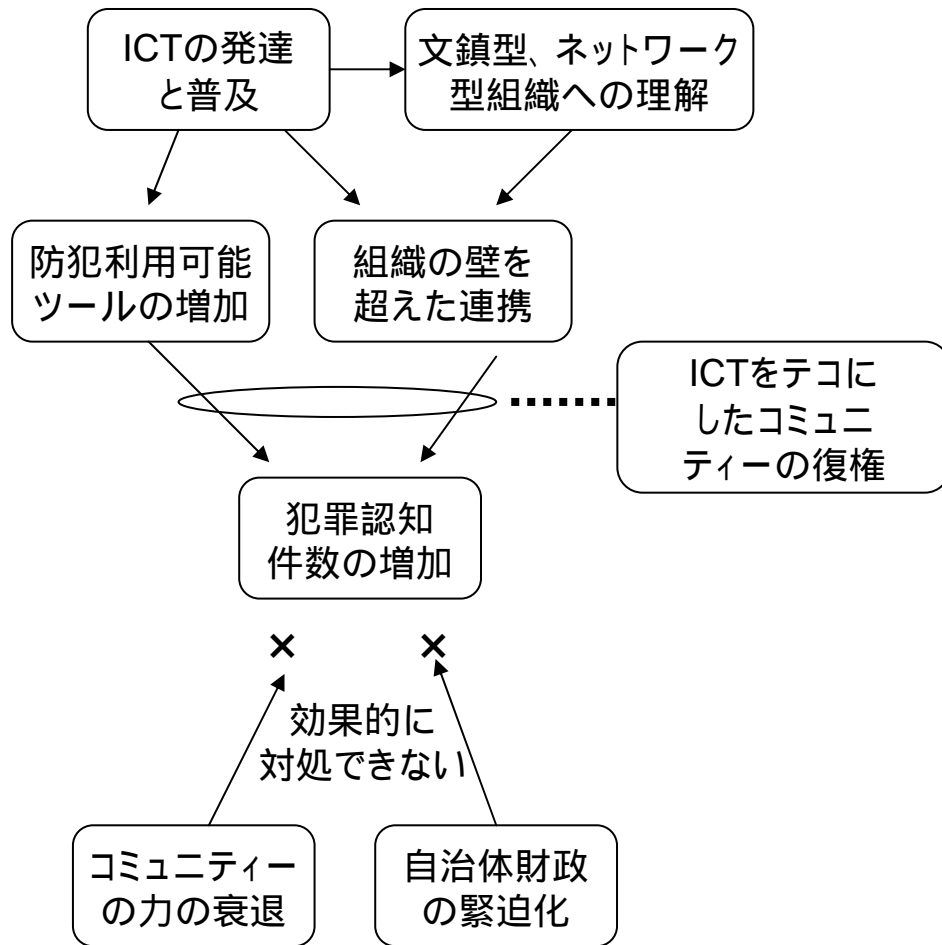 ICTの発達
と普及
文鎮型、ネットワーク
型組織への理解
防犯利用可能
ツールの増加
組織の壁を
超えた連携
ICTをテコに
したコミュニ
ティーの復権
犯罪認知
件数の増加
× ×
効果的に
対処できない
コミュニティー
の力の衰退
自治体財政
の緊迫化